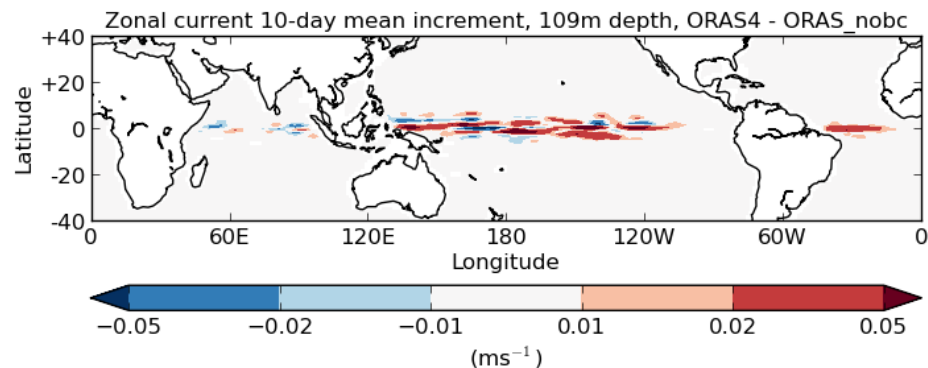 Zonal current 10-day mean increment, 109m depth, ORAS4 - ORAS_nobc
+40
+20
0
-20
-40
Latitude
0 60E 120E 180 120W 60W 0
Longitude
−0.05 −0.02 −0.01 0.01 0.02 0.05
(ms⁻¹)